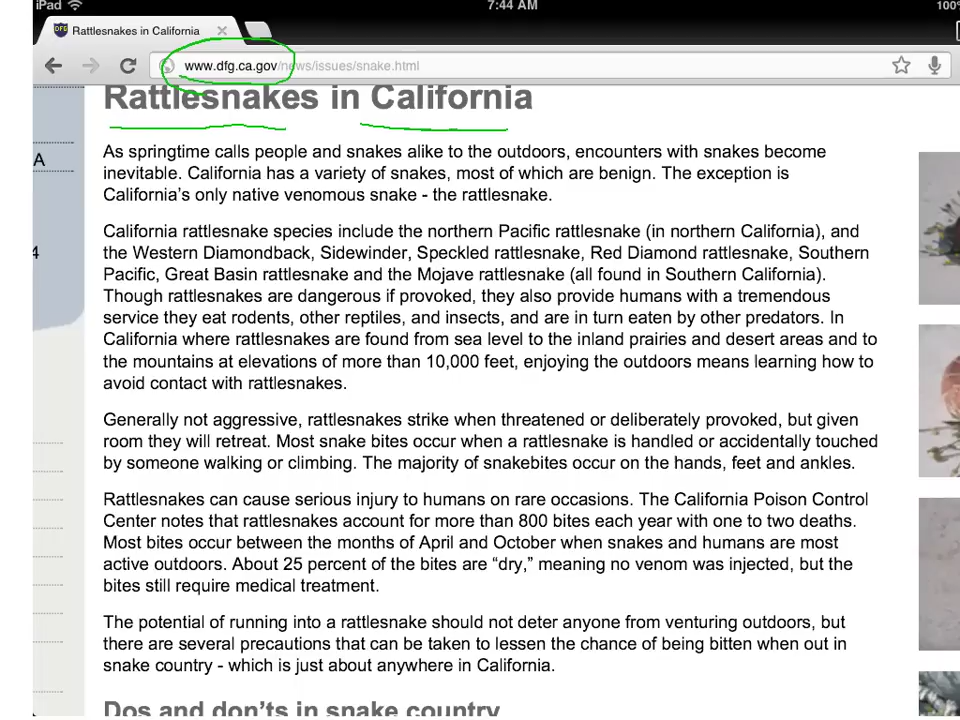 iPad 7:44 AM 100%
Rattlesnakes in California
www.dfg.ca.gov/news/issues/snake.html
Rattlesnakes in California
A
4
As springtime calls people and snakes alike to the outdoors, encounters with snakes become
inevitable. California has a variety of snakes, most of which are benign. The exception is
California’s only native venomous snake - the rattlesnake.
California rattlesnake species include the northern Pacific rattlesnake (in northern California), and
the Western Diamondback, Sidewinder, Speckled rattlesnake, Red Diamond rattlesnake, Southern
Pacific, Great Basin rattlesnake and the Mojave rattlesnake (all found in Southern California).
Though rattlesnakes are dangerous if provoked, they also provide humans with a tremendous
service they eat rodents, other reptiles, and insects, and are in turn eaten by other predators. In
California where rattlesnakes are found from sea level to the inland prairies and desert areas and to
the mountains at elevations of more than 10,000 feet, enjoying the outdoors means learning how to
avoid contact with rattlesnakes.
Generally not aggressive, rattlesnakes strike when threatened or deliberately provoked, but given
room they will retreat. Most snake bites occur when a rattlesnake is handled or accidentally touched
by someone walking or climbing. The majority of snakebites occur on the hands, feet and ankles.
Rattlesnakes can cause serious injury to humans on rare occasions. The California Poison Control
Center notes that rattlesnakes account for more than 800 bites each year with one to two deaths.
Most bites occur between the months of April and October when snakes and humans are most
active outdoors. About 25 percent of the bites are “dry,” meaning no venom was injected, but the
bites still require medical treatment.
The potential of running into a rattlesnake should not deter anyone from venturing outdoors, but
there are several precautions that can be taken to lessen the chance of being bitten when out in
snake country - which is just about anywhere in California.
Dos and don’ts in snake country